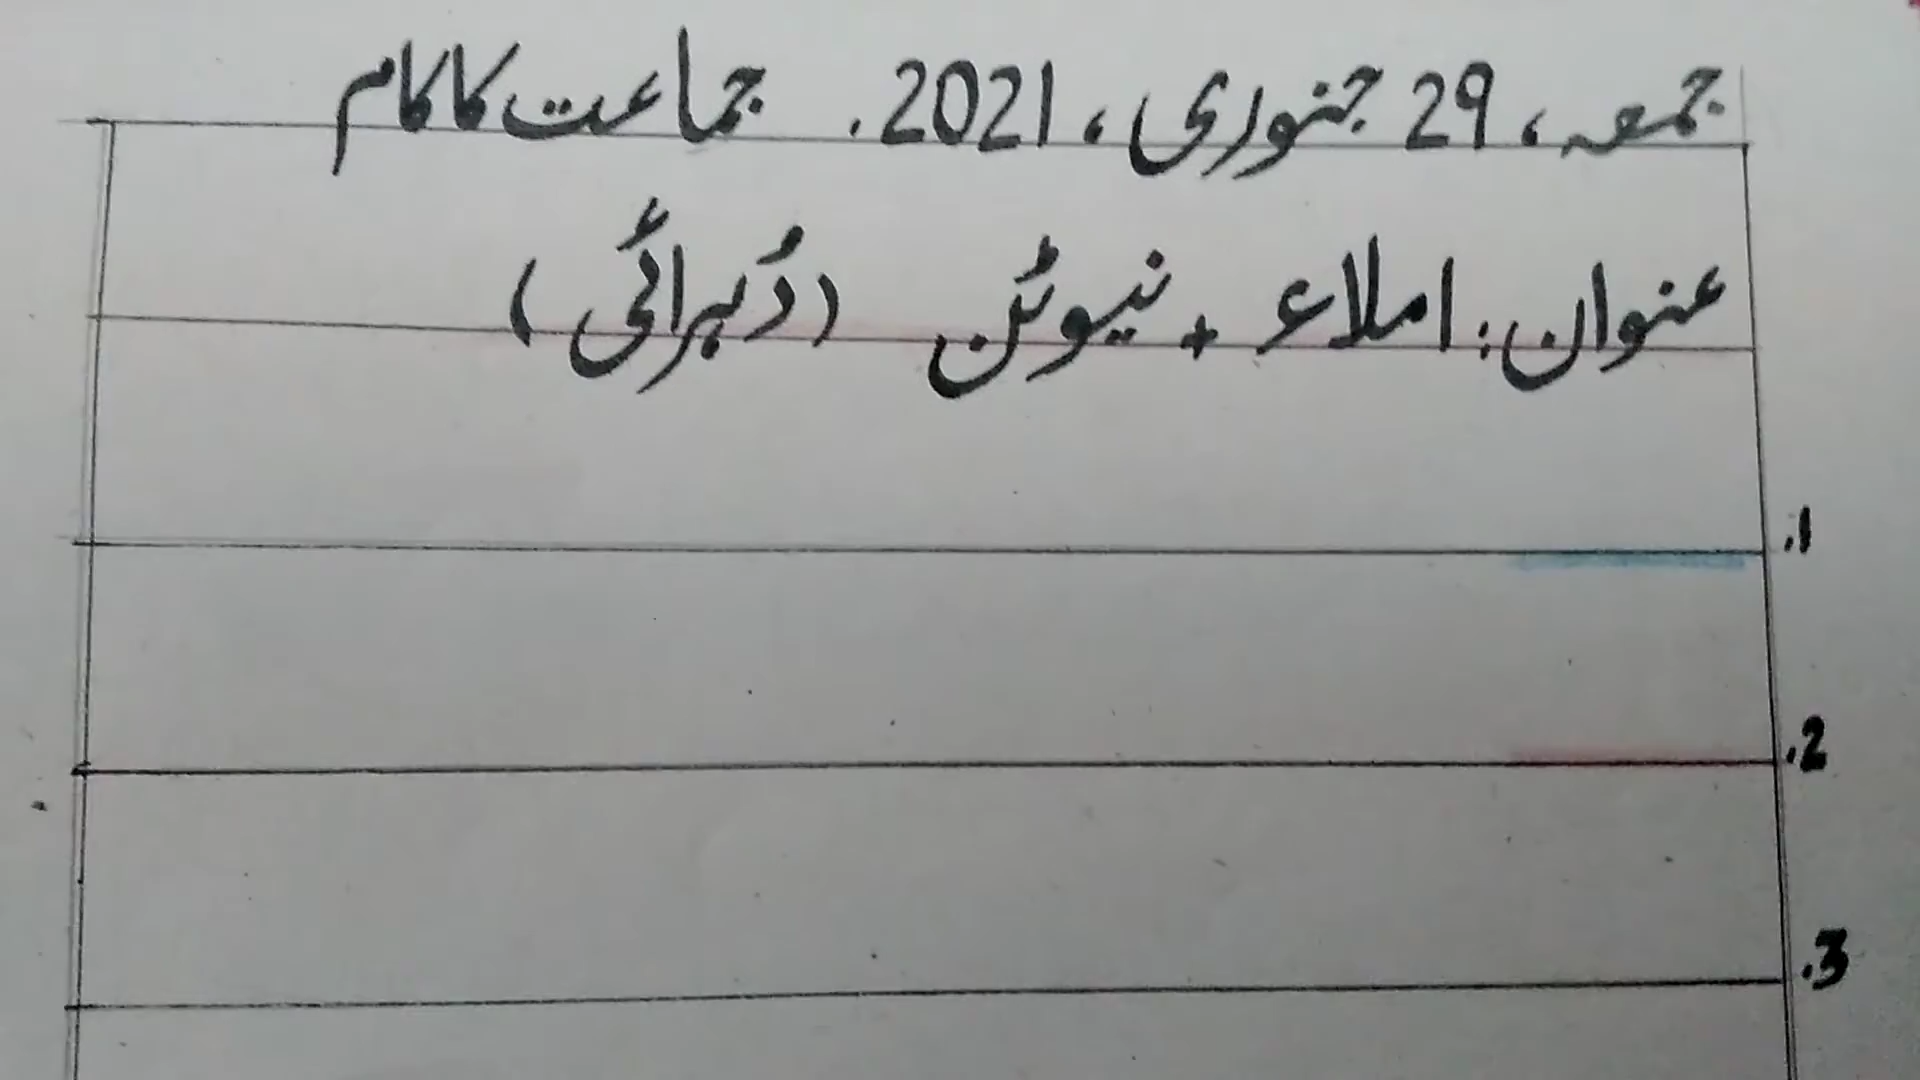 جمعہ، 29 جنوری، 2021. جماعت کا کام
عنوان: املاء + نیوٹن (دُہرائی)
.1
.2
.3